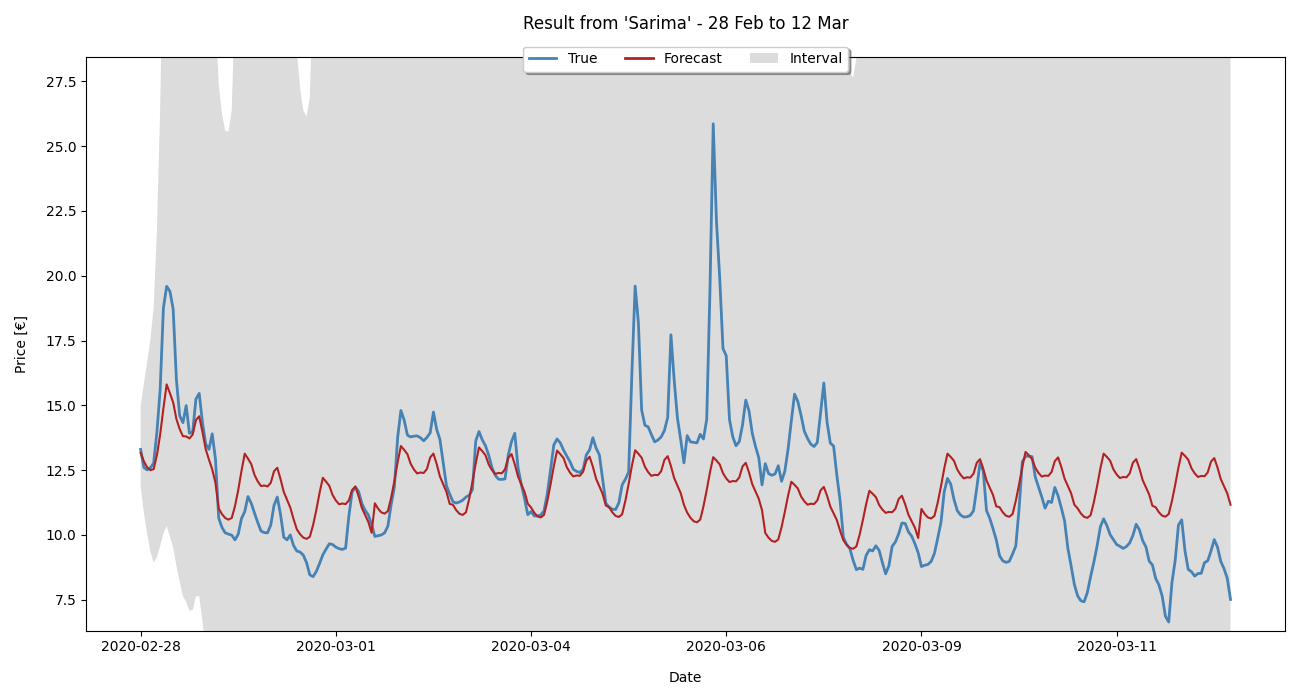 Result from 'Sarima' - 28 Feb to 12 Mar
True Forecast Interval
27.5
25.0
22.5
20.0
17.5
15.0
12.5
10.0
7.5
Price [€]
2020-02-28 2020-03-01 2020-03-04 2020-03-06 2020-03-09 2020-03-11
Date